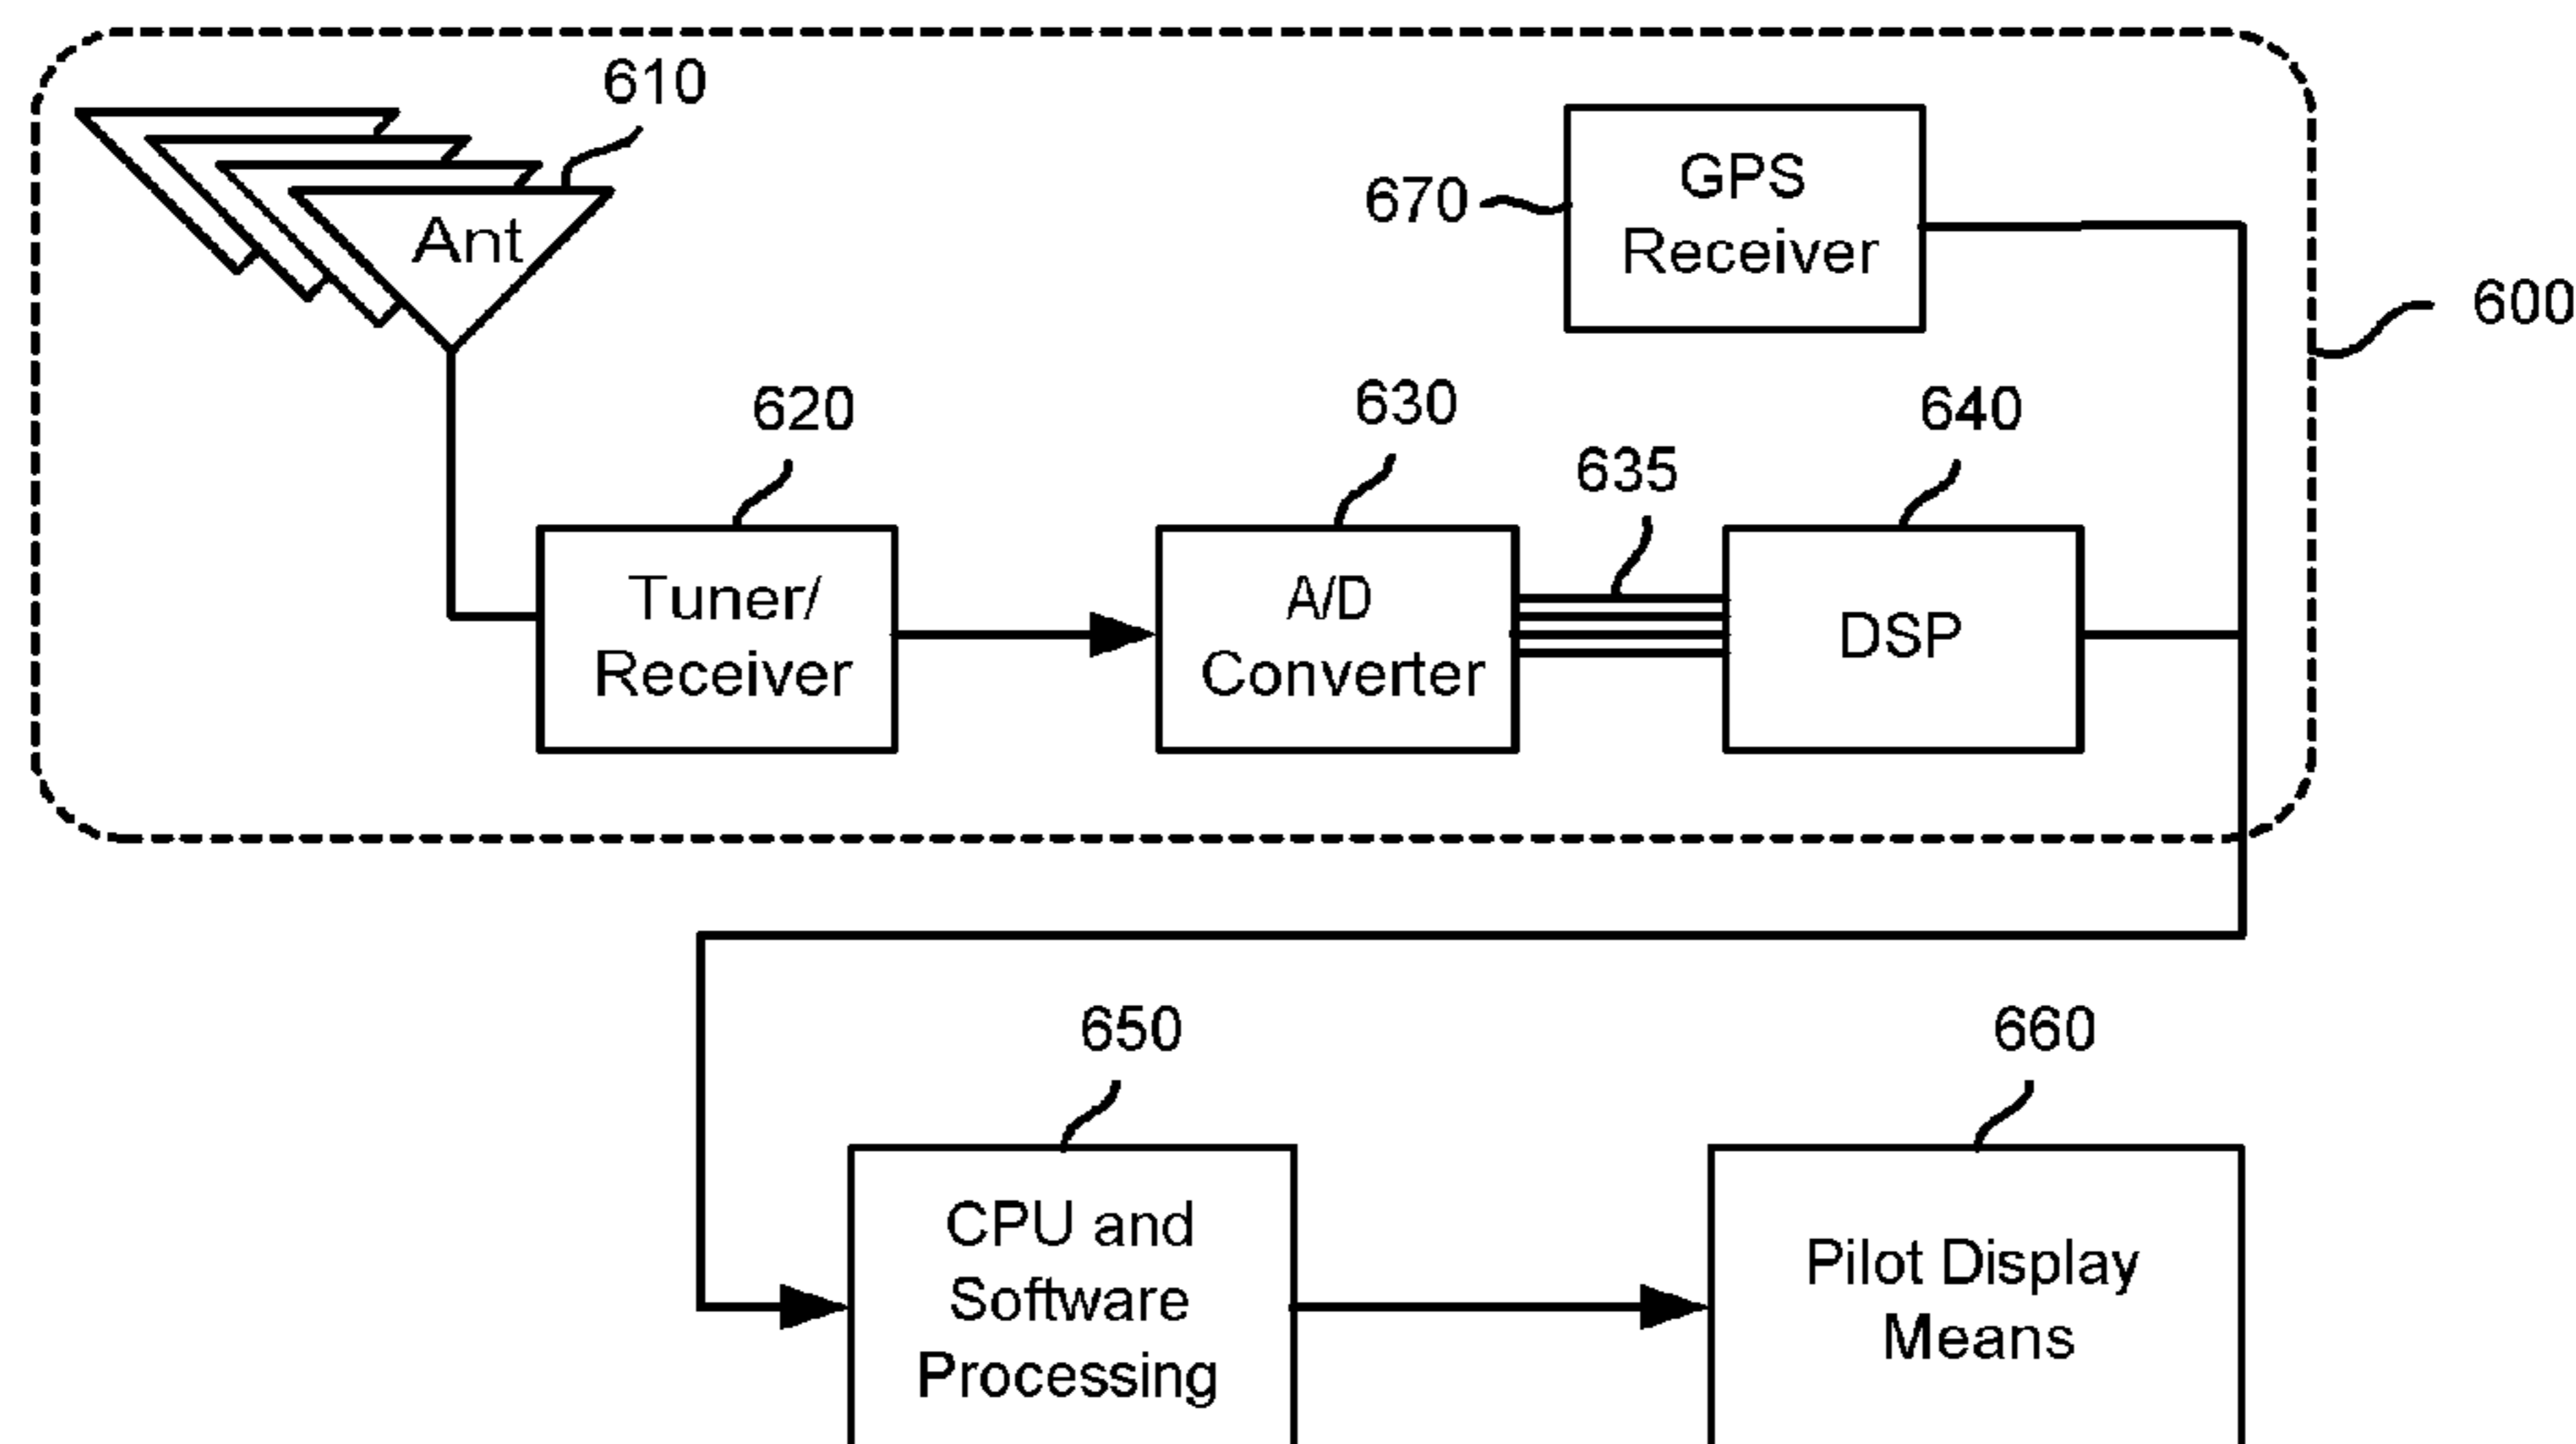 610
Ant
670
GPS
Receiver
600
620
630
635
640
Tuner/
Receiver
A/D
Converter
DSP
650
660
CPU and
Software
Processing
Pilot Display
Means